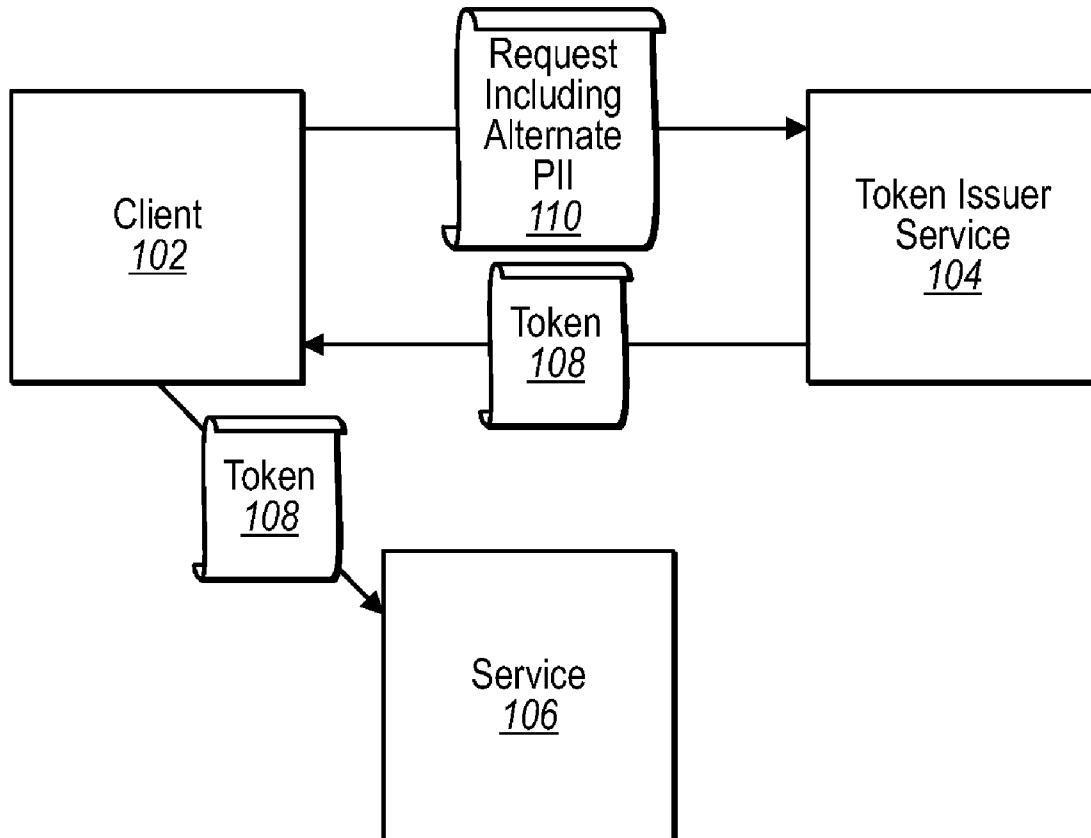 Request
Including
Alternate
PII
110
Client
102
Token Issuer
Service
104
Token
108
Token
108
Service
106